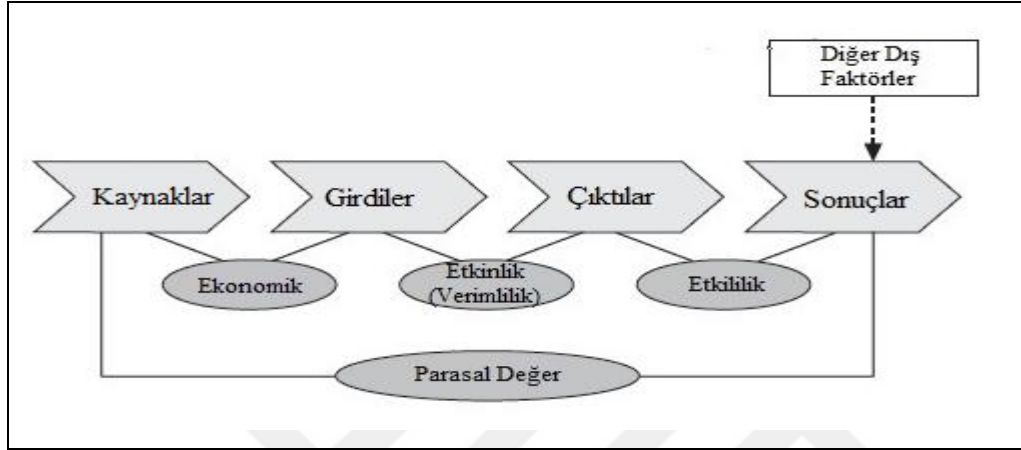 Diğer Dış
Faktörler
Kaynaklar
Girdiler
Çıktılar
Sonuçlar
Ekonomik
Etkinlik
(Verimlilik)
Etkililik
Parasal Değer